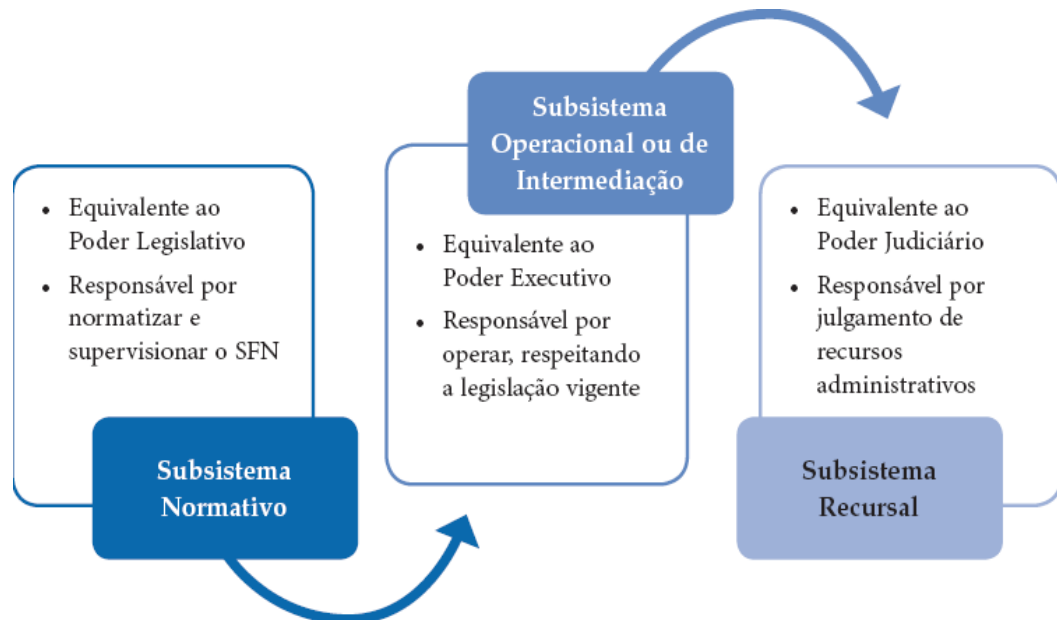 • Equivalente ao
Poder Legislativo
• Responsável por
normatizar e
supervisionar o SFN
Subsistema
Normativo
Subsistema
Operacional ou de
Intermediação
• Equivalente ao
Poder Executivo
• Responsável por
operar, respeitando
a legislação vigente
• Equivalente ao
Poder Judiciário
• Responsável por
julgamento de
recursos
administrativos
Subsistema
Recursal